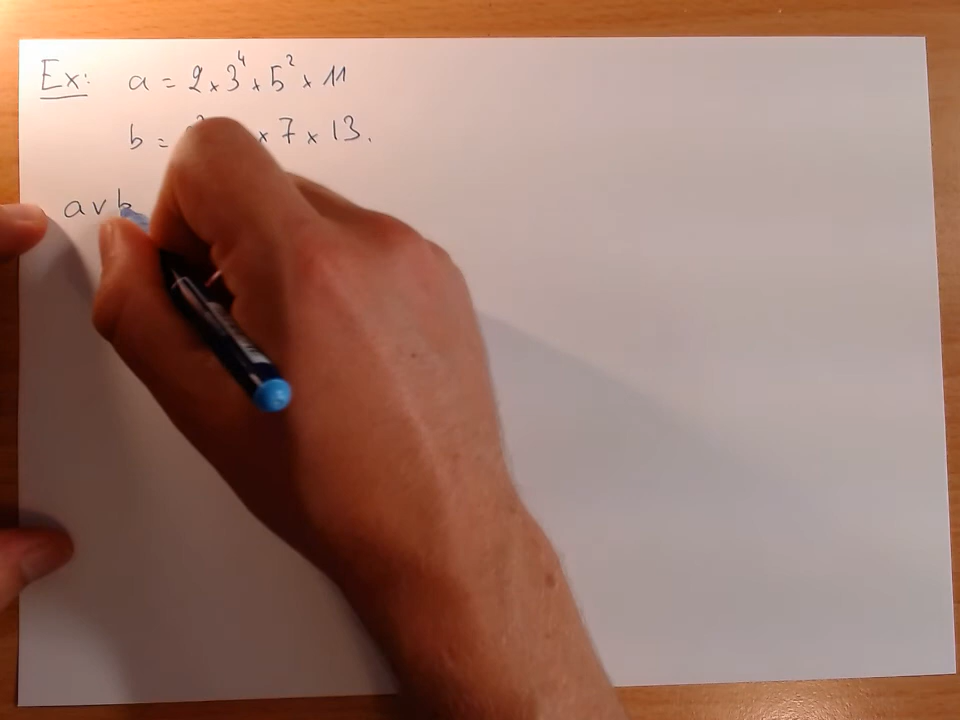 Ex: a = 2 × 3⁴ × 5² × 11
b = × 7 × 13.
a ∨ b